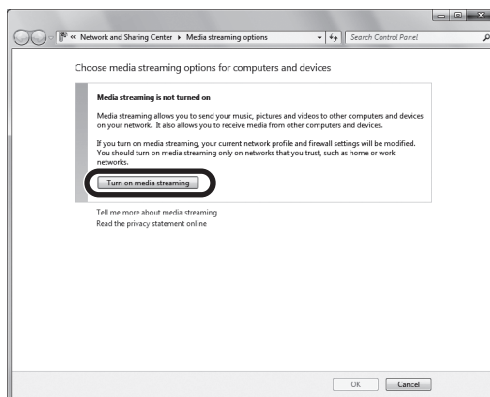 « Network and Sharing Center ▸ Media streaming options
Search Control Panel
Choose media streaming options for computers and devices
Media streaming is not turned on
Media streaming allows you to send your music, pictures and videos to other computers and devices
on your network. It also allows you to receive media from other computers and devices.
If you turn on media streaming, your current network profile and firewall settings will be modified.
You should turn on media streaming only on networks that you trust, such as home or work
networks.
Turn on media streaming
Tell me more about media streaming
Read the privacy statement online
OK
Cancel